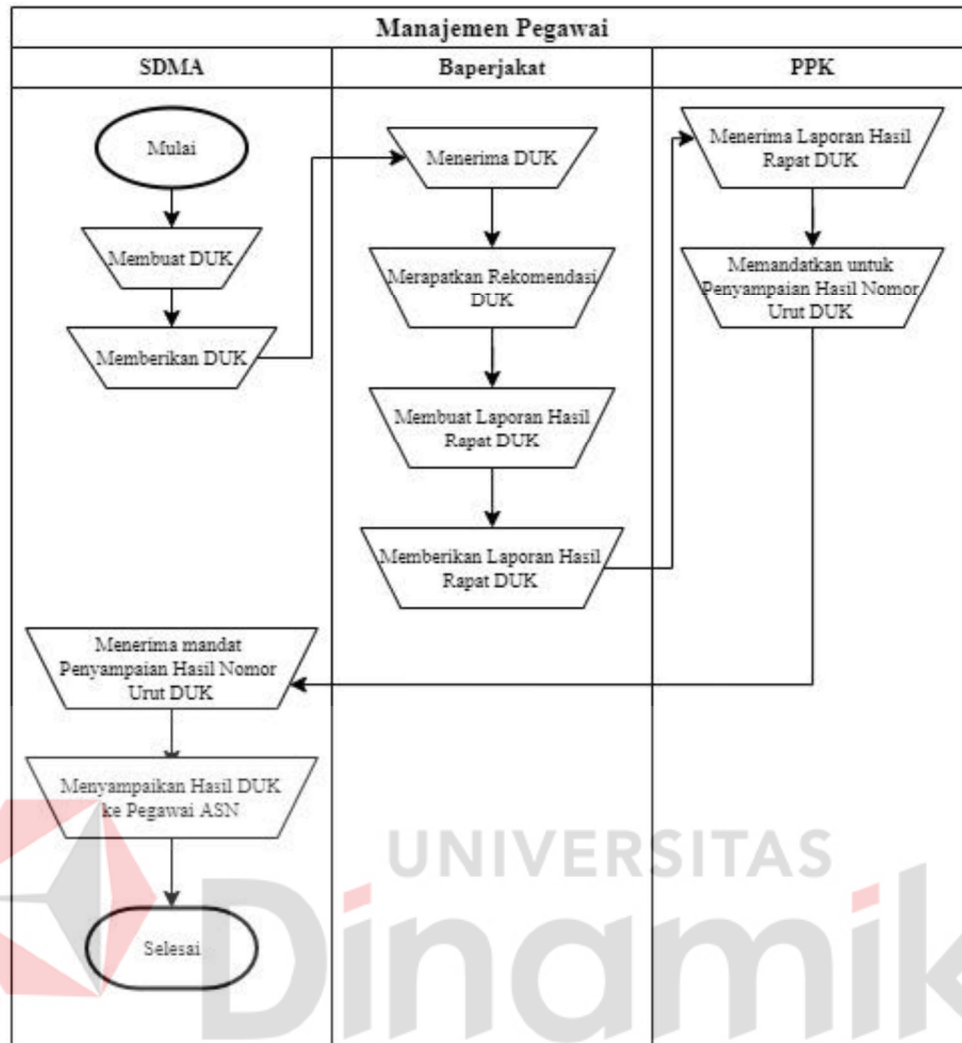 Manajemen Pegawai
SDMA
Baperjakat
PPK
Mulai
Membuat DUK
Memberikan DUK
Menerima DUK
Merapatkan Rekomendasi
DUK
Membuat Laporan Hasil
Rapat DUK
Memberikan Laporan Hasil
Rapat DUK
Menerima Laporan Hasil
Rapat DUK
Memandatkan untuk
Penyampaian Hasil Nomor
Urut DUK
Menerima mandat
Penyampaian Hasil Nomor
Urut DUK
Menyampaikan Hasil DUK
ke Pegawai ASN
Selesai
UNIVERSITAS
Dinamik